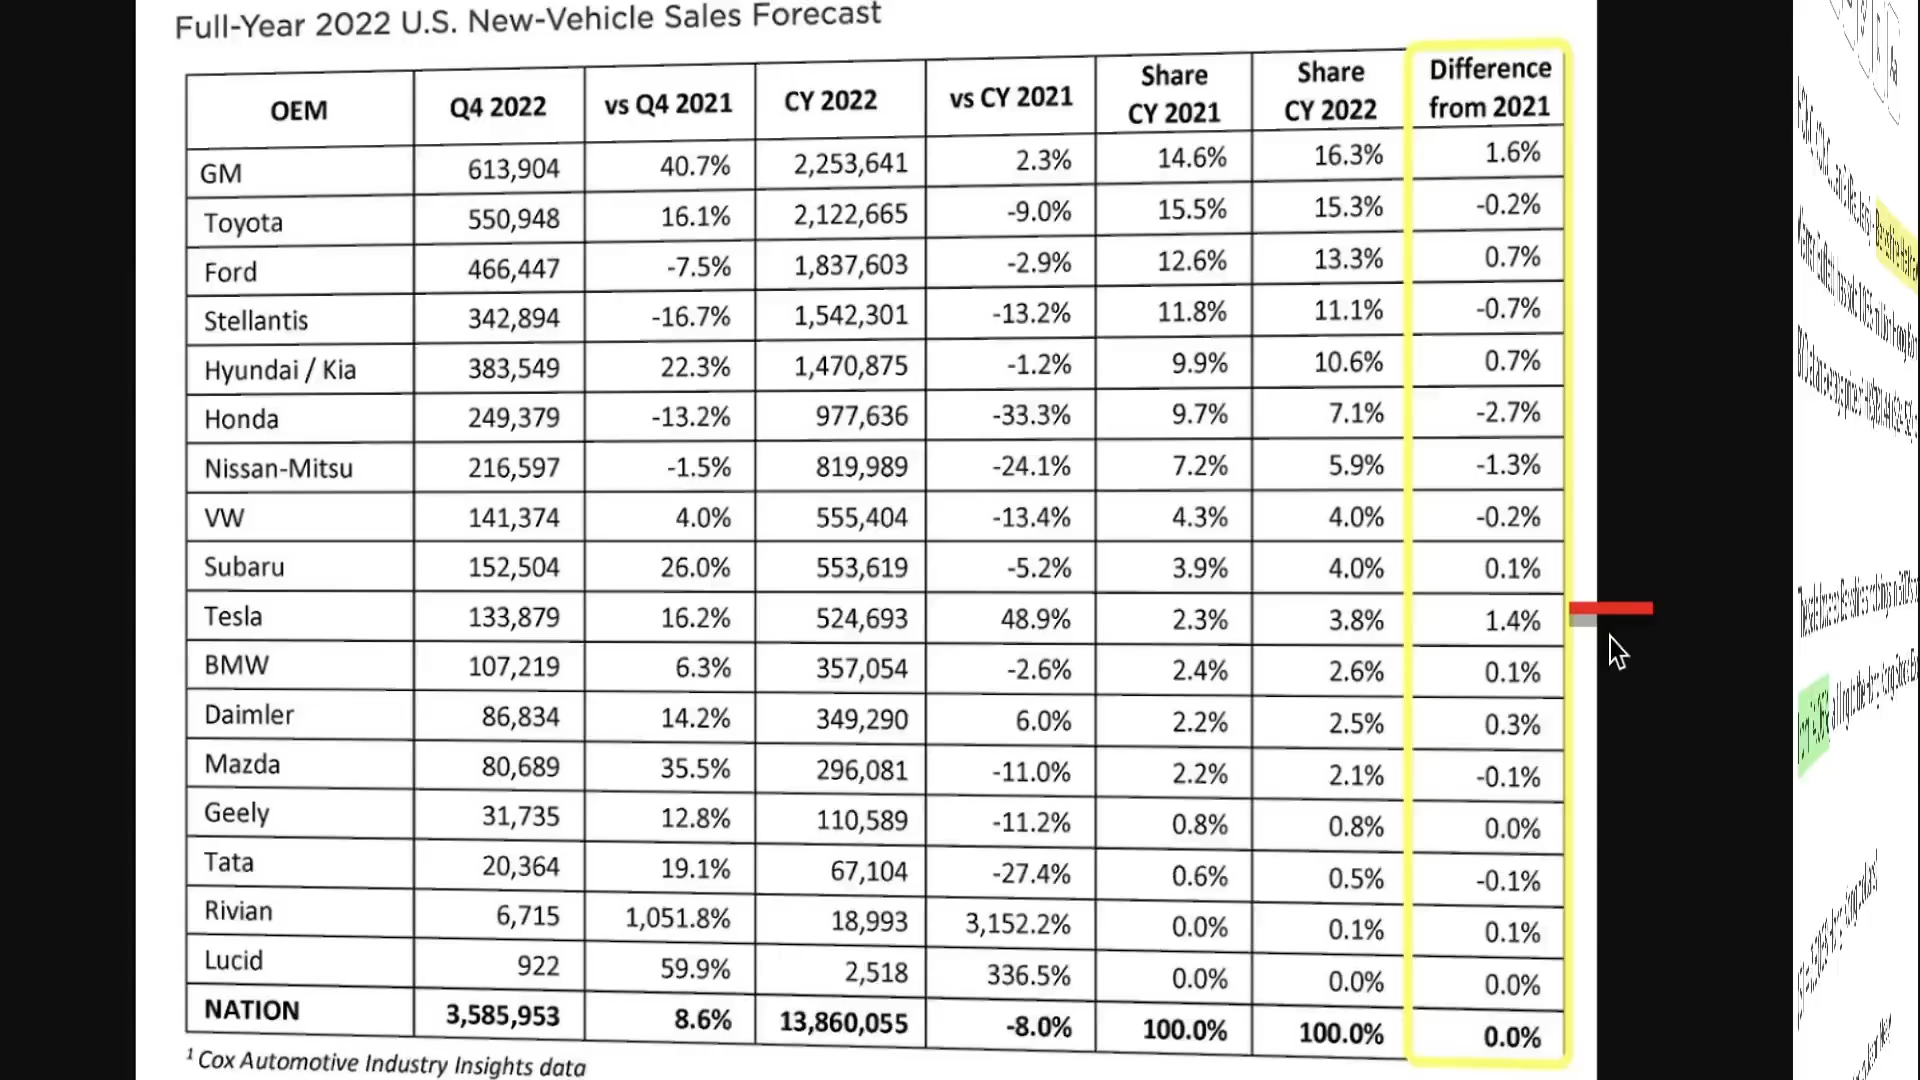 Full-Year 2022 U.S. New-Vehicle Sales Forecast
OEM Q4 2022 vs Q4 2021 CY 2022 vs CY 2021 Share CY 2021 Share CY 2022 Difference from 2021
GM 613,904 40.7% 2,253,641 2.3% 14.6% 16.3% 1.6%
Toyota 550,948 16.1% 2,122,665 -9.0% 15.5% 15.3% -0.2%
Ford 466,447 -7.5% 1,837,603 -2.9% 12.6% 13.3% 0.7%
Stellantis 342,894 -16.7% 1,542,301 -13.2% 11.8% 11.1% -0.7%
Hyundai / Kia 383,549 22.3% 1,470,875 -1.2% 9.9% 10.6% 0.7%
Honda 249,379 -13.2% 977,636 -33.3% 9.7% 7.1% -2.7%
Nissan-Mitsu 216,597 -1.5% 819,989 -24.1% 7.2% 5.9% -1.3%
VW 141,374 4.0% 555,404 -13.4% 4.3% 4.0% -0.2%
Subaru 152,504 26.0% 553,619 -5.2% 3.9% 4.0% 0.1%
Tesla 133,879 16.2% 524,693 48.9% 2.3% 3.8% 1.4%
BMW 107,219 6.3% 357,054 -2.6% 2.4% 2.6% 0.1%
Daimler 86,834 14.2% 349,290 6.0% 2.2% 2.5% 0.3%
Mazda 80,689 35.5% 296,081 -11.0% 2.2% 2.1% -0.1%
Geely 31,735 12.8% 110,589 -11.2% 0.8% 0.8% 0.0%
Tata 20,364 19.1% 67,104 -27.4% 0.6% 0.5% -0.1%
Rivian 6,715 1,051.8% 18,993 3,152.2% 0.0% 0.1% 0.1%
Lucid 922 59.9% 2,518 336.5% 0.0% 0.0% 0.0%
NATION 3,585,953 8.6% 13,860,055 -8.0% 100.0% 100.0% 0.0%
1 Cox Automotive Industry Insights data